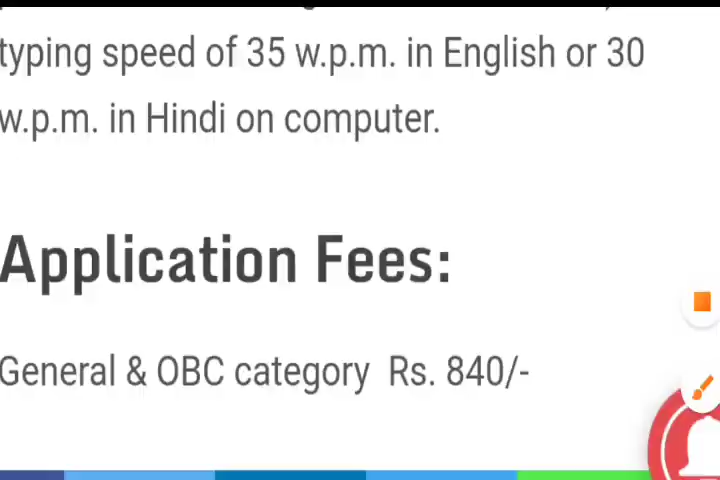 typing speed of 35 w.p.m. in English or 30
w.p.m. in Hindi on computer.
Application Fees:
General & OBC category Rs. 840/-